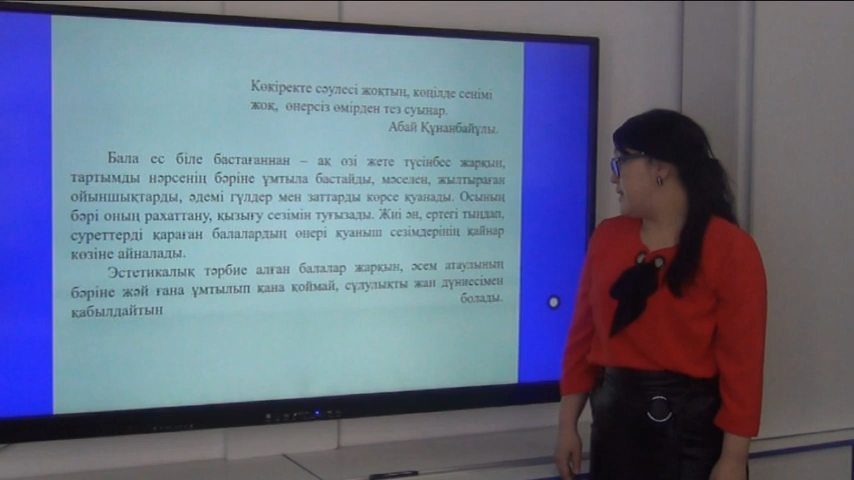 Көкіректе сәулесі жоқтың, көңілде сенімі
жоқ, өнерсіз өмірден тез суынар.
Абай Құнанбайұлы.
Бала ес біле бастағаннан – ақ өзі жете түсінбес жарқын,
тартымды нәрсенің бәріне ұмтыла бастайды, мәселен, жылтыраған
ойыншықтарды, әдемі гүлдер мен заттарды көрсе қуанады. Осының
бәрі оның рахаттану, қызығу сезімін туғызады. Жиі ән, ертегі тыңдап,
суреттерді қараған балалардың өнері қуаныш сезімдерінің қайнар
көзіне айналады.
Эстетикалық тәрбие алған балалар жарқын, әсем атаулының
бәріне жәй ғана ұмтылып қана қоймай, сұлулықты жан дүниесімен
қабылдайтын болады.